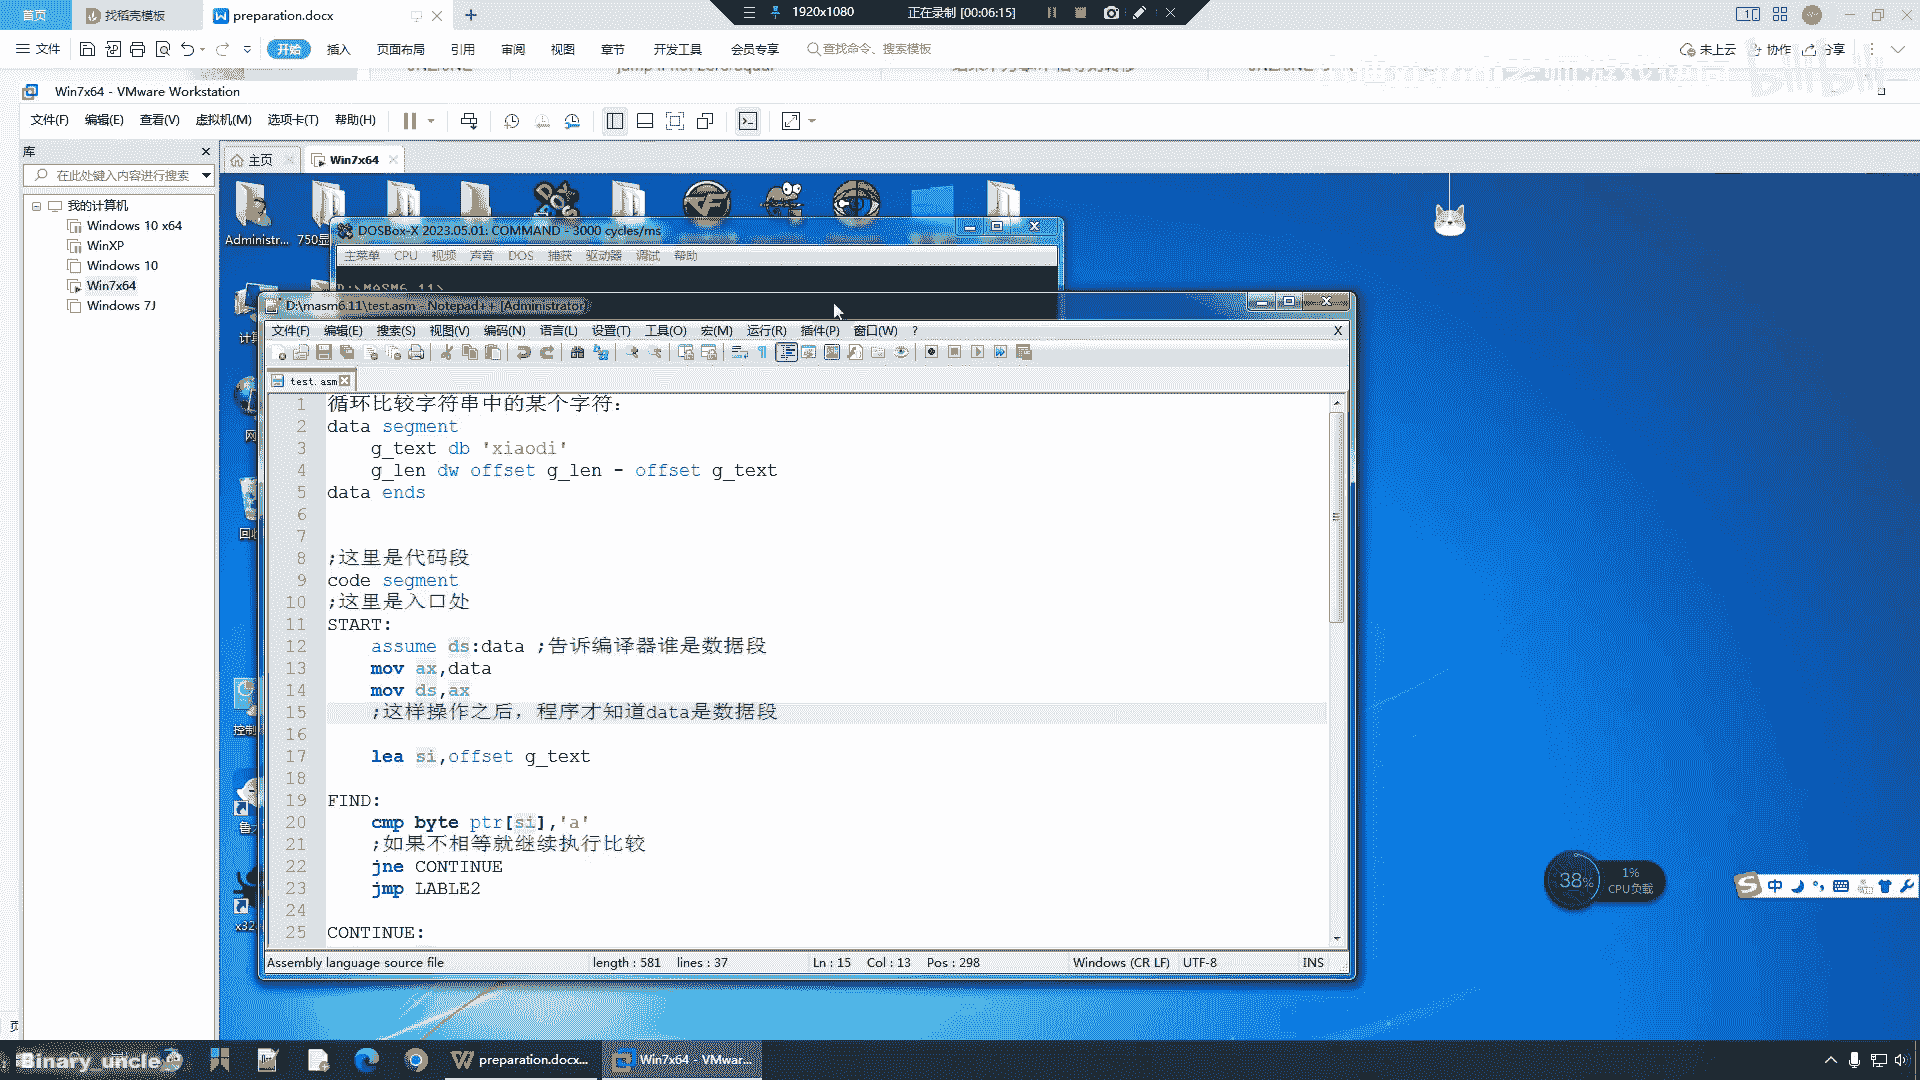 首页
找稻壳模板
preparation.docx
1920x1080
正在录制 [00:06:15]
文件
开始
插入
页面布局
引用
审阅
视图
章节
开发工具
会员专享
查找命令、搜索模板
未上云
协作
分享
Win7x64 - VMware Workstation
文件(F) 编辑(E) 查看(V) 虚拟机(M) 选项卡(T) 帮助(H)
库
在此处键入内容进行搜索
我的计算机
Windows 10 x64
WinXP
Windows 10
Win7x64
Windows 7J
主页
Win7x64
Administr...
DOSBox-X 2023.05.01: COMMAND - 3000 cycles/ms
主菜单 CPU 视频 声音 DOS 捕获 驱动器 调试 帮助
D:\MASM6.11\
D:\masm6.11\test.asm - Notepad++ [Administrator]
文件(F) 编辑(E) 搜索(S) 视图(V) 编码(N) 语言(L) 设置(T) 工具(O) 宏(M) 运行(R) 插件(P) 窗口(W) ? X
test.asm
1 循环比较字符串中的某个字符:
2 data segment
3 g_text db 'xiaodi'
4 g_len dw offset g_len - offset g_text
5 data ends
6
7
8 ;这里是代码段
9 code segment
10 ;这里是入口处
11 START:
12 assume ds:data ;告诉编译器谁是数据段
13 mov ax,data
14 mov ds,ax
15 ;这样操作之后，程序才知道data是数据段
16
17 lea si,offset g_text
18
19 FIND:
20 cmp byte ptr[si],'a'
21 ;如果不相等就继续执行比较
22 jne CONTINUE
23 jmp LABLE2
24
25 CONTINUE:
Assembly language source file
length : 581 lines : 37
Ln : 15 Col : 13 Pos : 298
Windows (CR LF)
UTF-8
INS
38%
1%
CPU负载
中
Binary_uncle
preparation.docx...
Win7x64 - VMwar...